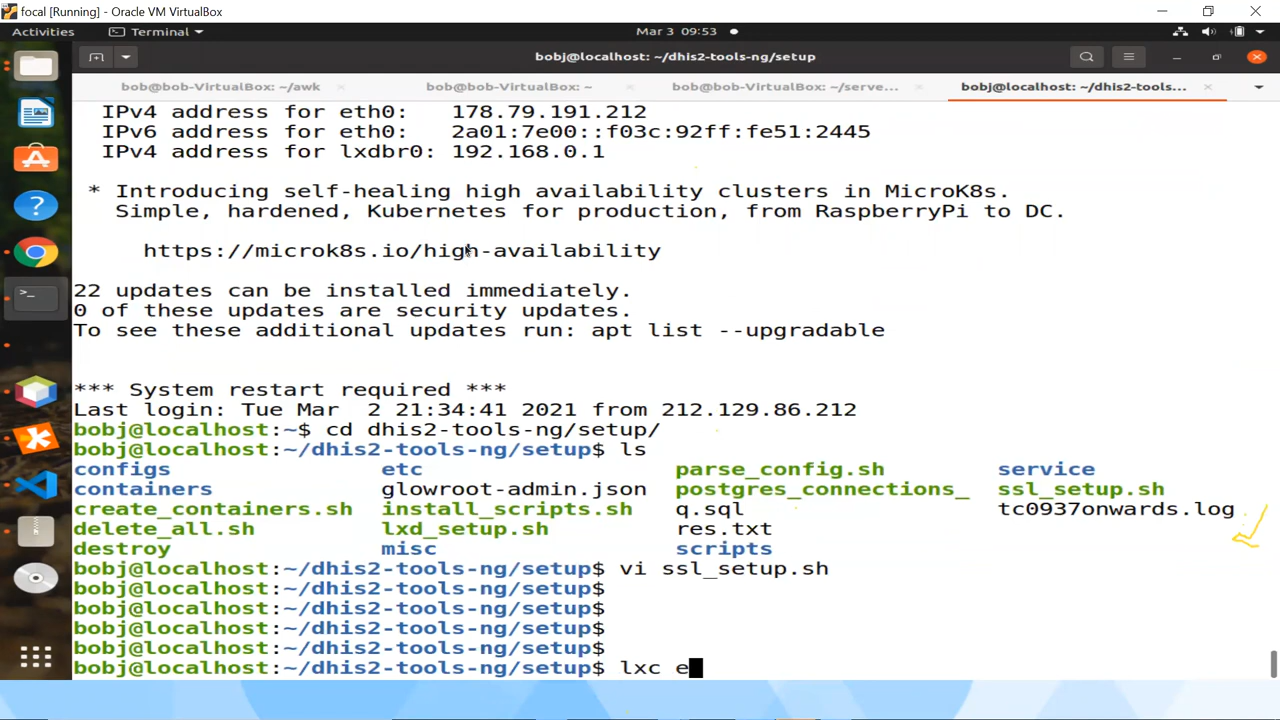 focal [Running] - Oracle VM VirtualBox
Activities Terminal Mar 3 09:53
bobj@localhost: ~/dhis2-tools-ng/setup
bob@bob-VirtualBox: ~/awk bob@bob-VirtualBox: ~ bob@bob-VirtualBox: ~/serve... bobj@localhost: ~/dhis2-tools...
IPv4 address for eth0: 178.79.191.212
IPv6 address for eth0: 2a01:7e00::f03c:92ff:fe51:2445
IPv4 address for lxdbr0: 192.168.0.1
* Introducing self-healing high availability clusters in MicroK8s.
Simple, hardened, Kubernetes for production, from RaspberryPi to DC.
https://microk8s.io/high-availability
22 updates can be installed immediately.
0 of these updates are security updates.
To see these additional updates run: apt list --upgradable
*** System restart required ***
Last login: Tue Mar 2 21:34:41 2021 from 212.129.86.212
bobj@localhost:~$ cd dhis2-tools-ng/setup/
bobj@localhost:~/dhis2-tools-ng/setup$ ls
configs etc parse_config.sh service
containers glowroot-admin.json postgres_connections_ ssl_setup.sh
create_containers.sh install_scripts.sh q.sql tc0937onwards.log
delete_all.sh lxd_setup.sh res.txt
destroy misc scripts
bobj@localhost:~/dhis2-tools-ng/setup$ vi ssl_setup.sh
bobj@localhost:~/dhis2-tools-ng/setup$
bobj@localhost:~/dhis2-tools-ng/setup$
bobj@localhost:~/dhis2-tools-ng/setup$
bobj@localhost:~/dhis2-tools-ng/setup$
bobj@localhost:~/dhis2-tools-ng/setup$ lxc e